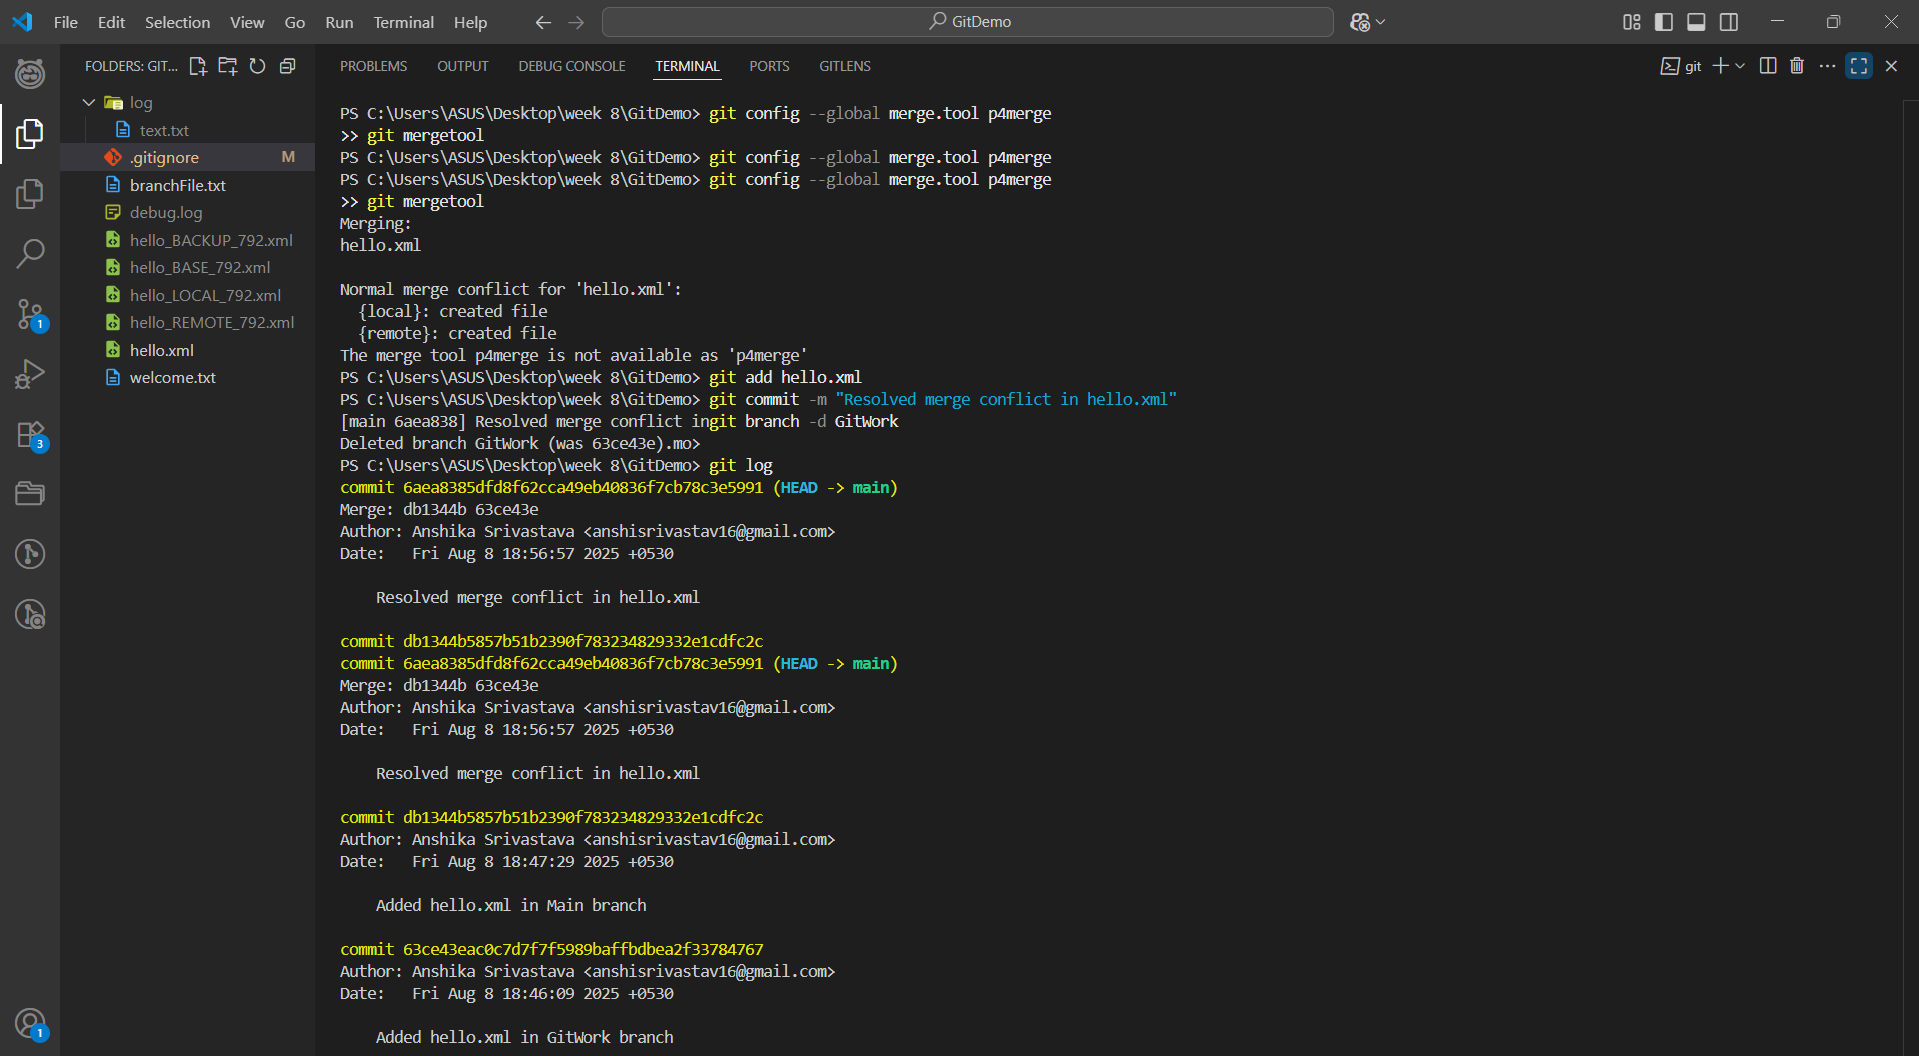 File Edit Selection View Go Run Terminal Help
GitDemo
FOLDERS: GIT...
log
text.txt
.gitignore M
branchFile.txt
debug.log
hello_BACKUP_792.xml
hello_BASE_792.xml
hello_LOCAL_792.xml
hello_REMOTE_792.xml
hello.xml
welcome.txt
1
3
1
PROBLEMS OUTPUT DEBUG CONSOLE TERMINAL PORTS GITLENS
git
PS C:\Users\ASUS\Desktop\week 8\GitDemo> git config --global merge.tool p4merge
>> git mergetool
PS C:\Users\ASUS\Desktop\week 8\GitDemo> git config --global merge.tool p4merge
PS C:\Users\ASUS\Desktop\week 8\GitDemo> git config --global merge.tool p4merge
>> git mergetool
Merging:
hello.xml
Normal merge conflict for 'hello.xml':
{local}: created file
{remote}: created file
The merge tool p4merge is not available as 'p4merge'
PS C:\Users\ASUS\Desktop\week 8\GitDemo> git add hello.xml
PS C:\Users\ASUS\Desktop\week 8\GitDemo> git commit -m "Resolved merge conflict in hello.xml"
[main 6aea838] Resolved merge conflict ingit branch -d GitWork
Deleted branch GitWork (was 63ce43e).mo>
PS C:\Users\ASUS\Desktop\week 8\GitDemo> git log
commit 6aea8385dfd8f62cca49eb40836f7cb78c3e5991 (HEAD -> main)
Merge: db1344b 63ce43e
Author: Anshika Srivastava <anshisrivastav16@gmail.com>
Date: Fri Aug 8 18:56:57 2025 +0530
Resolved merge conflict in hello.xml
commit db1344b5857b51b2390f783234829332e1cdfc2c
commit 6aea8385dfd8f62cca49eb40836f7cb78c3e5991 (HEAD -> main)
Merge: db1344b 63ce43e
Author: Anshika Srivastava <anshisrivastav16@gmail.com>
Date: Fri Aug 8 18:56:57 2025 +0530
Resolved merge conflict in hello.xml
commit db1344b5857b51b2390f783234829332e1cdfc2c
Author: Anshika Srivastava <anshisrivastav16@gmail.com>
Date: Fri Aug 8 18:47:29 2025 +0530
Added hello.xml in Main branch
commit 63ce43eac0c7d7f7f5989baffbdbea2f33784767
Author: Anshika Srivastava <anshisrivastav16@gmail.com>
Date: Fri Aug 8 18:46:09 2025 +0530
Added hello.xml in GitWork branch